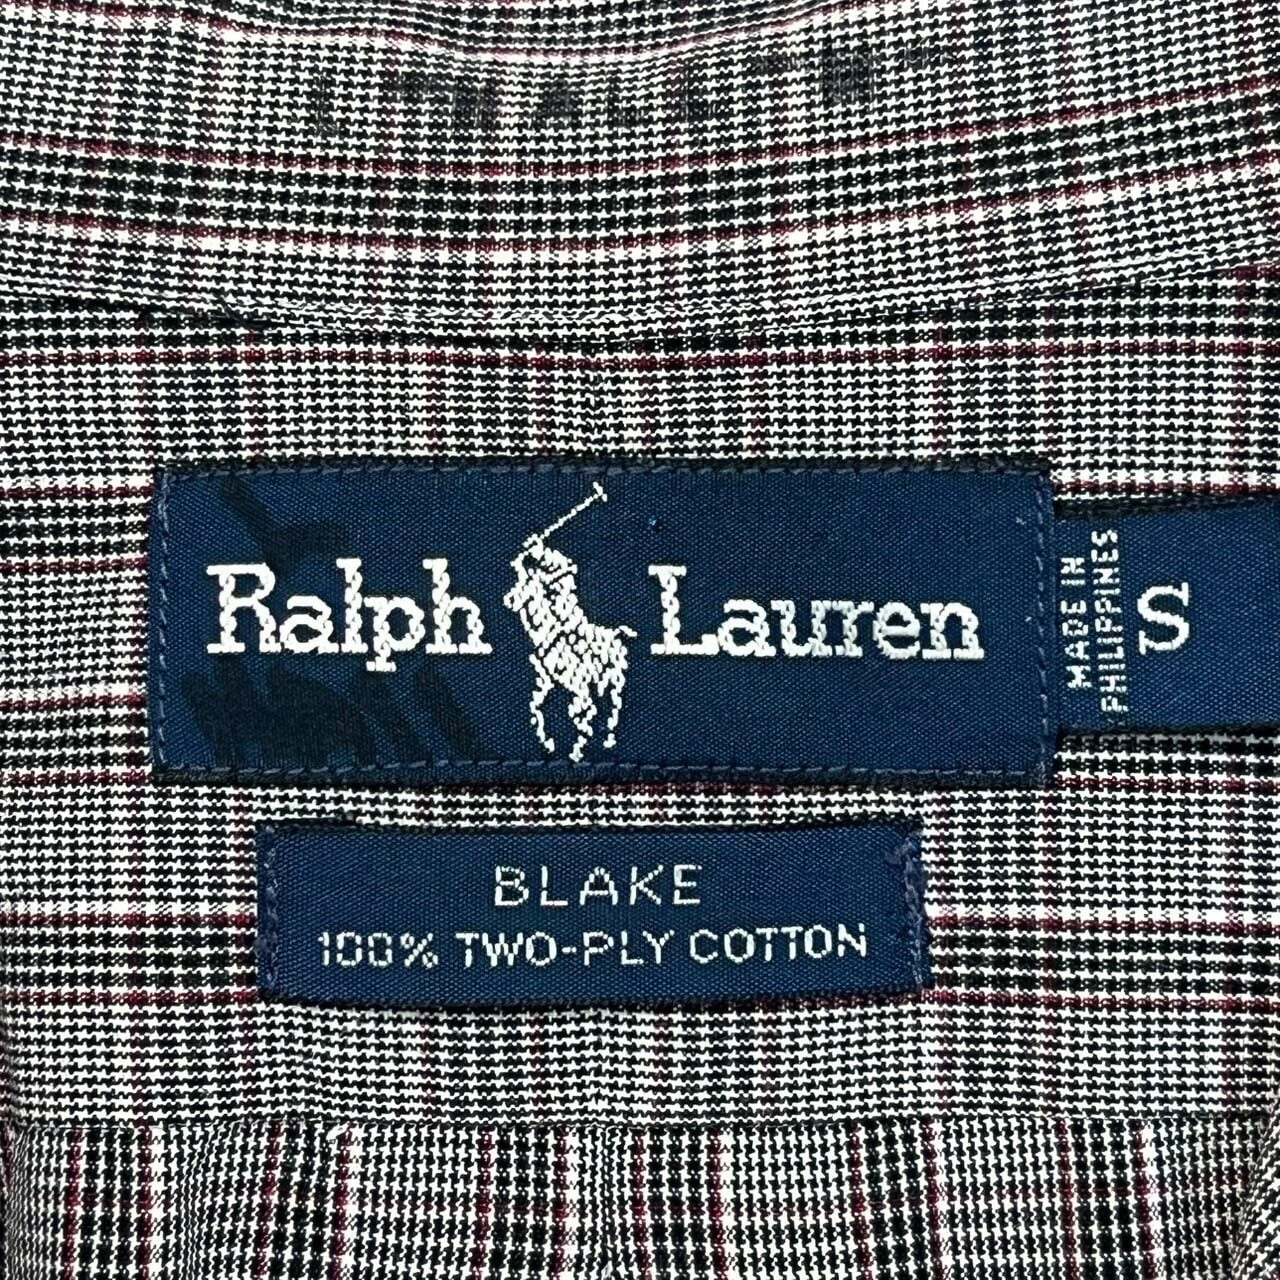 Ralph Lauren
MADE IN
PHILIPPINES
S
BLAKE
100% TWO-PLY COTTON